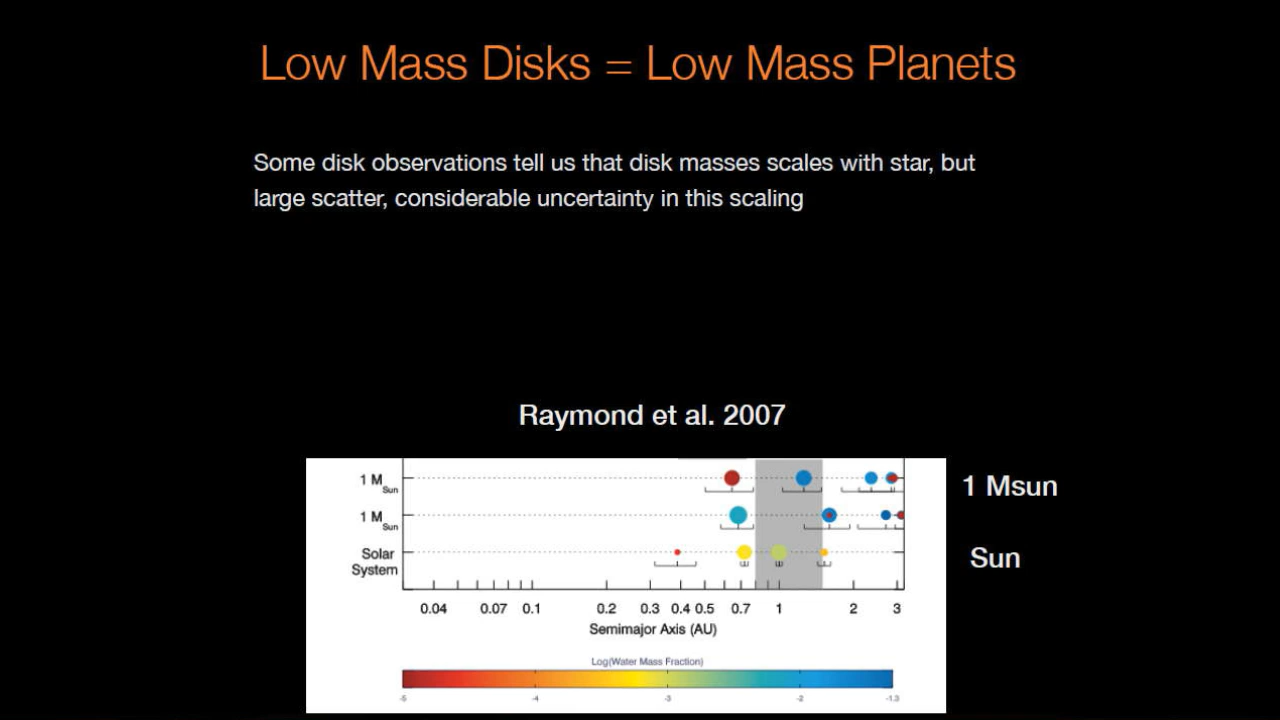 Low Mass Disks = Low Mass Planets
Some disk observations tell us that disk masses scales with star, but
large scatter, considerable uncertainty in this scaling
Raymond et al. 2007
1 M Sun
1 Msun
1 M Sun
Solar
System
Sun
0.04 0.07 0.1 0.2 0.3 0.4 0.5 0.7 1 2 3
Semimajor Axis (AU)
Log(Water Mass Fraction)
-5 -4 -3 -2 -1.3